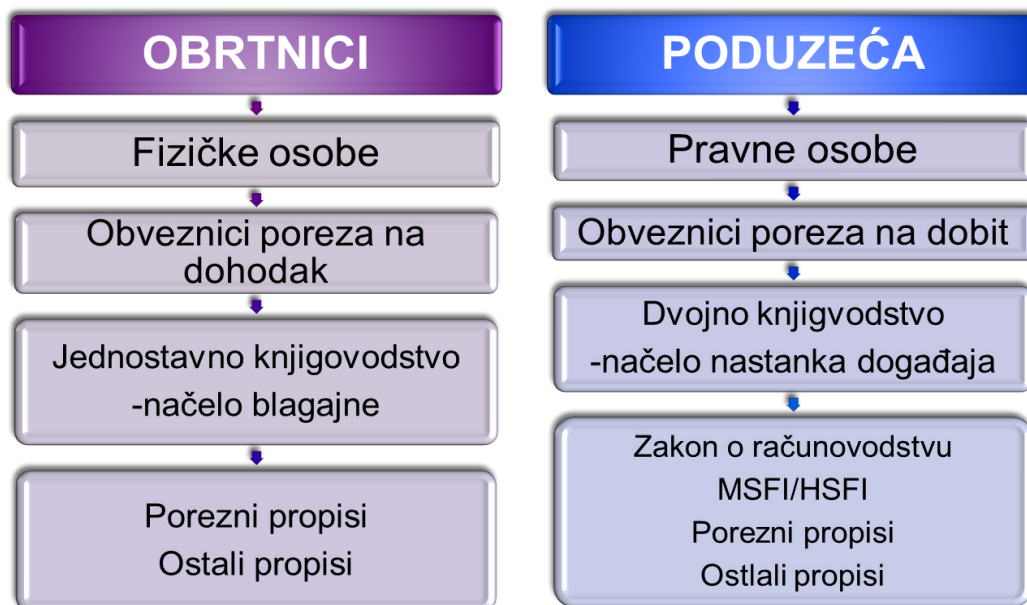 OBRTNICI
Fizičke osobe
Obveznici poreza na
dohodak
Jednostavno knjigovodstvo
-načelo blagajne
Porezni propisi
Ostali propisi
PODUZEĆA
Pravne osobe
Obveznici poreza na dobit
Dvojno knjigvodstvo
-načelo nastanka događaja
Zakon o računovodstvu
MSFI/HSFI
Porezni propisi
Ostlali propisi